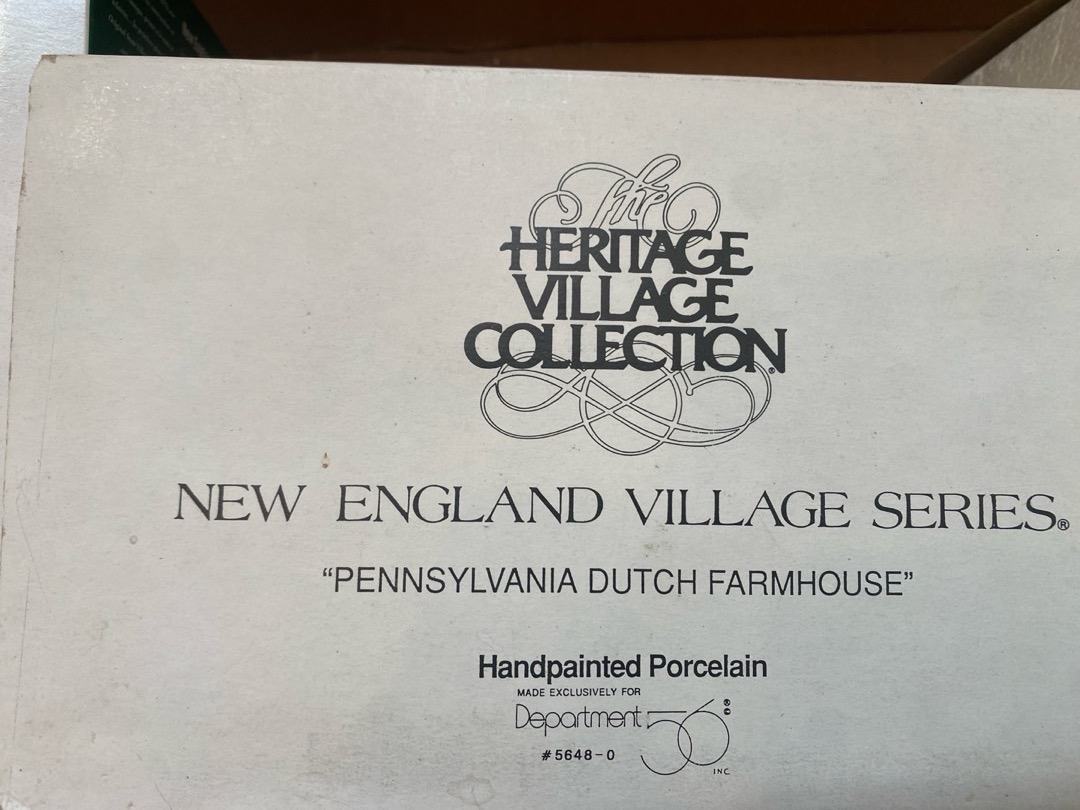 The
HERITAGE
VILLAGE
COLLECTION®
NEW ENGLAND VILLAGE SERIES®
“PENNSYLVANIA DUTCH FARMHOUSE”
Handpainted Porcelain
MADE EXCLUSIVELY FOR
Department 56 ® ©
#5648-0
INC.